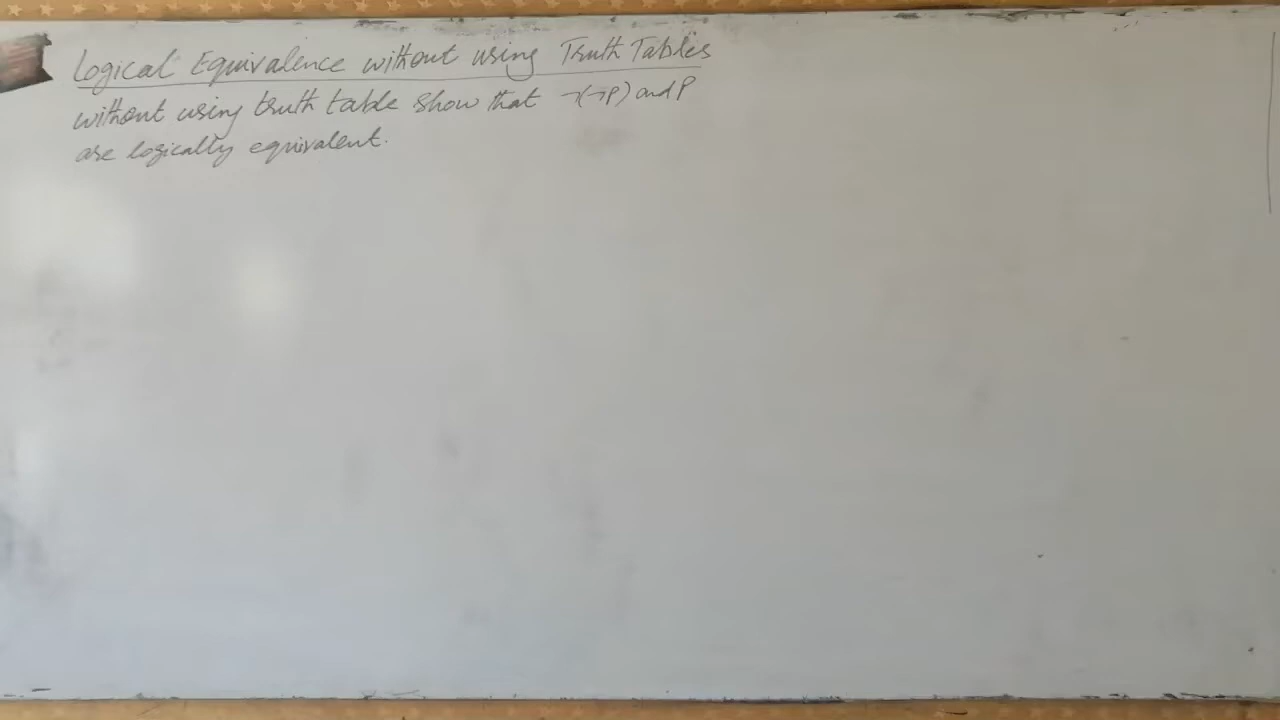 Logical Equivalence without using Truth Tables
without using truth table show that ¬(¬P) and P
are logically equivalent.